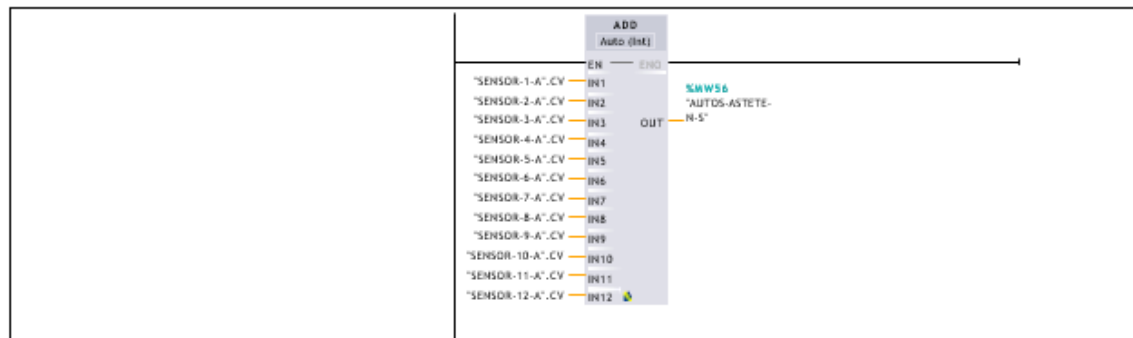 ADD
Auto (Int)
EN ENO
"SENSOR-1-A".CV IN1
%MW56
"SENSOR-2-A".CV IN2
"AUTOS-ASTETE-
"SENSOR-3-A".CV IN3 OUT N-S"
"SENSOR-4-A".CV IN4
"SENSOR-5-A".CV IN5
"SENSOR-6-A".CV IN6
"SENSOR-7-A".CV IN7
"SENSOR-8-A".CV IN8
"SENSOR-9-A".CV IN9
"SENSOR-10-A".CV IN10
"SENSOR-11-A".CV IN11
"SENSOR-12-A".CV IN12